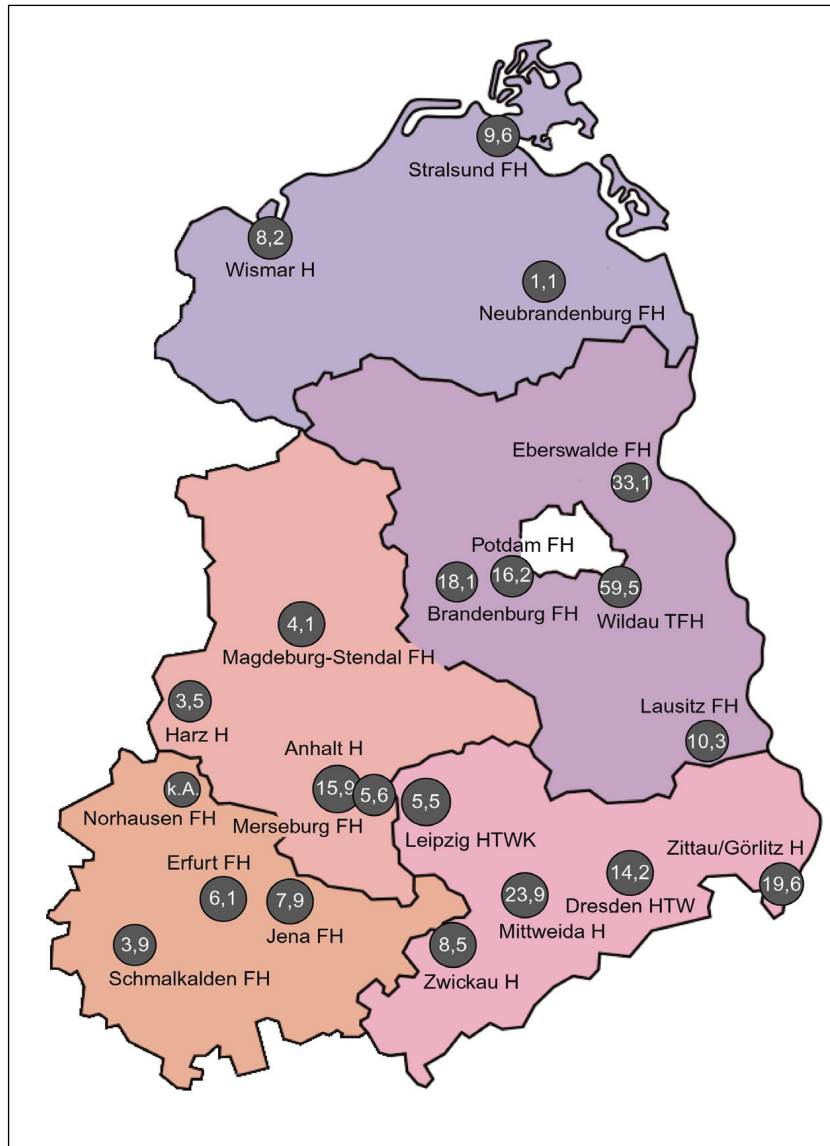 9,6
Stralsund FH
8,2
Wismar H
1,1
Neubrandenburg FH
Eberswalde FH
33,1
Potdam FH
16,2
18,1
Brandenburg FH
59,5
Wildau TFH
4,1
Magdeburg-Stendal FH
3,5
Harz H
Lausitz FH
10,3
Anhalt H
15,9
5,6
Merseburg FH
5,5
Leipzig HTWK
k.A.
Norhausen FH
Erfurt FH
6,1
7,9
Jena FH
3,9
Schmalkalden FH
Zittau/Görlitz H
19,6
14,2
Dresden HTW
23,9
Mittweida H
8,5
Zwickau H